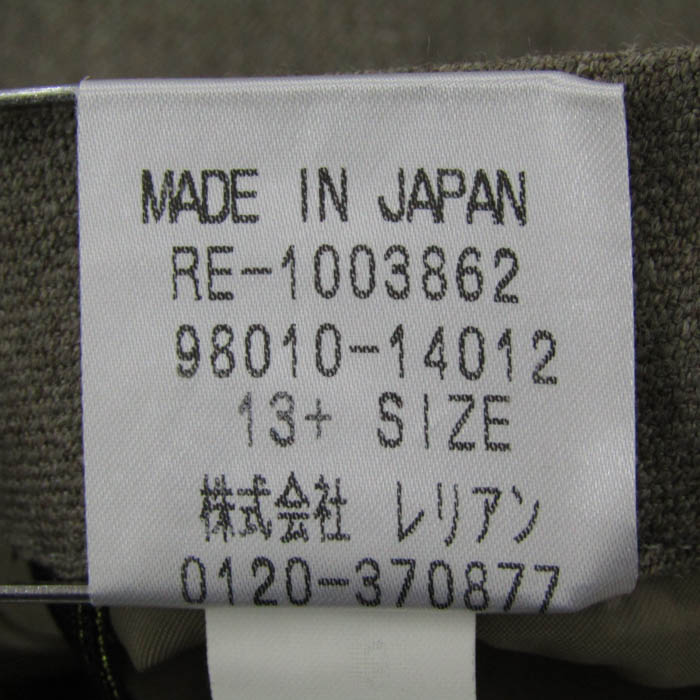 MADE IN JAPAN
RE-1003862
98010-14012
13+ SIZE
株式会社 レリアン
0120-370877